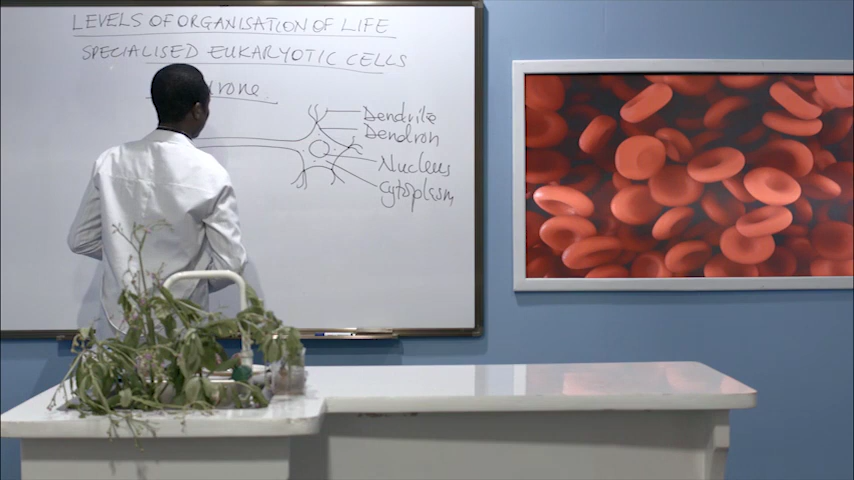 LEVELS OF ORGANISATION OF LIFE
SPECIALISED EUKARYOTIC CELLS
Dendrite
Dendron
Nucleus
Cytoplasm